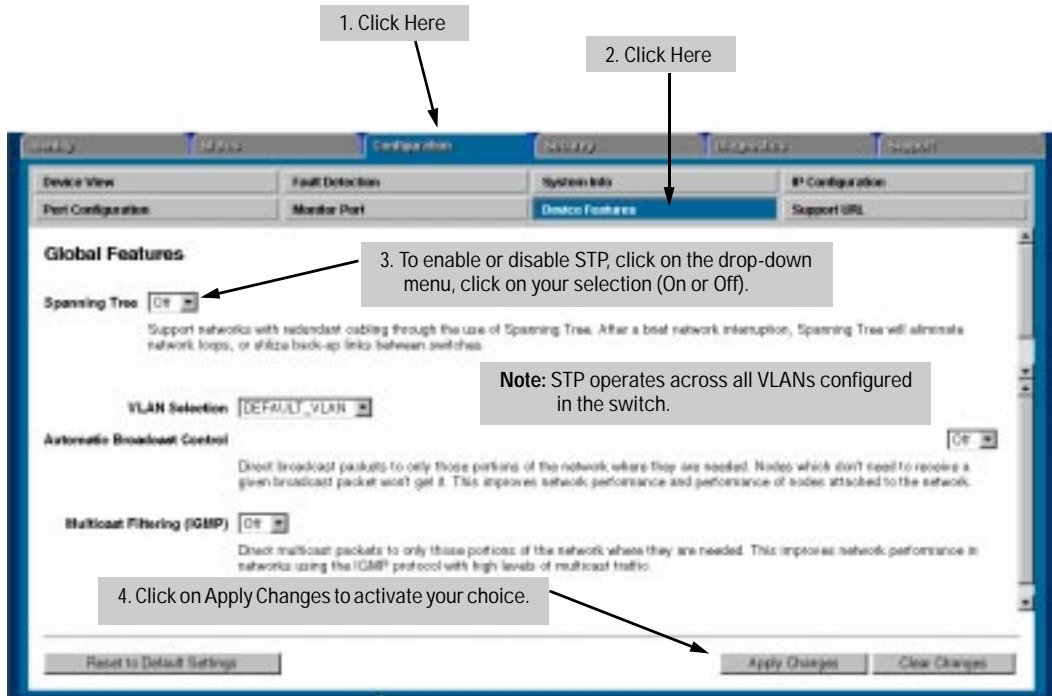 1. Click Here
2. Click Here
Identity Status Configuration Security Diagnostics Support
Device View Fault Detection System Info IP Configuration
Port Configuration Monitor Port Device Features Support URL
Global Features
3. To enable or disable STP, click on the drop-down
menu, click on your selection (On or Off).
Spanning Tree Off
Support networks with redundant cabling through the use of Spanning Tree. After a brief network interruption, Spanning Tree will eliminate
network loops, or utilize back-up links between switches.
Note: STP operates across all VLANs configured
in the switch.
VLAN Selection DEFAULT_VLAN
Automatic Broadcast Control Off
Direct broadcast packets to only those portions of the network where they are needed. Nodes which don't need to receive a
given broadcast packet won't get it. This improves network performance and performance of nodes attached to the network.
Multicast Filtering (IGMP) Off
Direct multicast packets to only those portions of the network where they are needed. This improves network performance in
networks using the IGMP protocol with high levels of multicast traffic.
4. Click on Apply Changes to activate your choice.
Reset to Default Settings Apply Changes Clear Changes